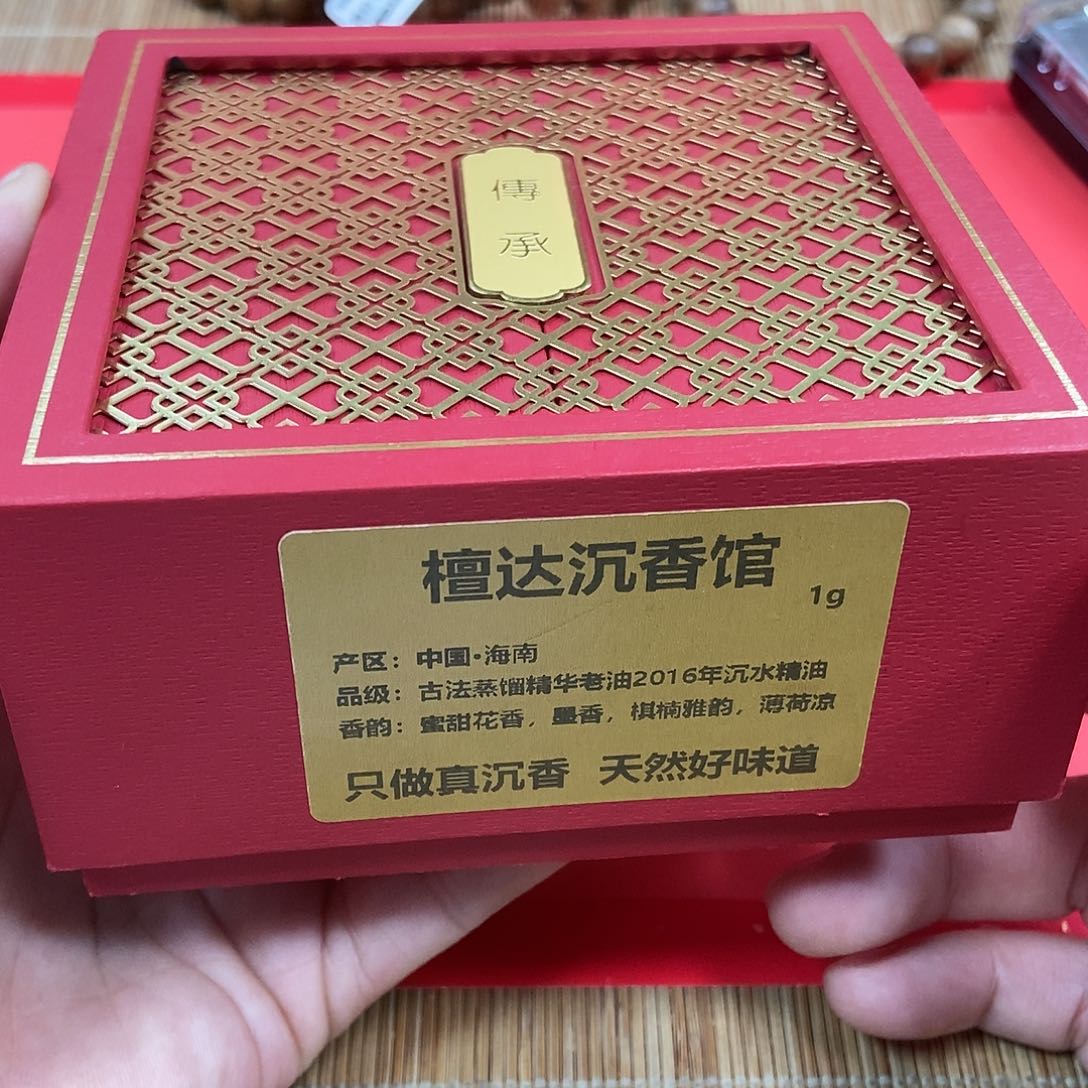 傳
承
檀达沉香馆
1g
产区：中国·海南
品级：古法蒸馏精华老油2016年沉水精油
香韵：蜜甜花香，墨香，棋楠雅韵，薄荷凉
只做真沉香 天然好味道